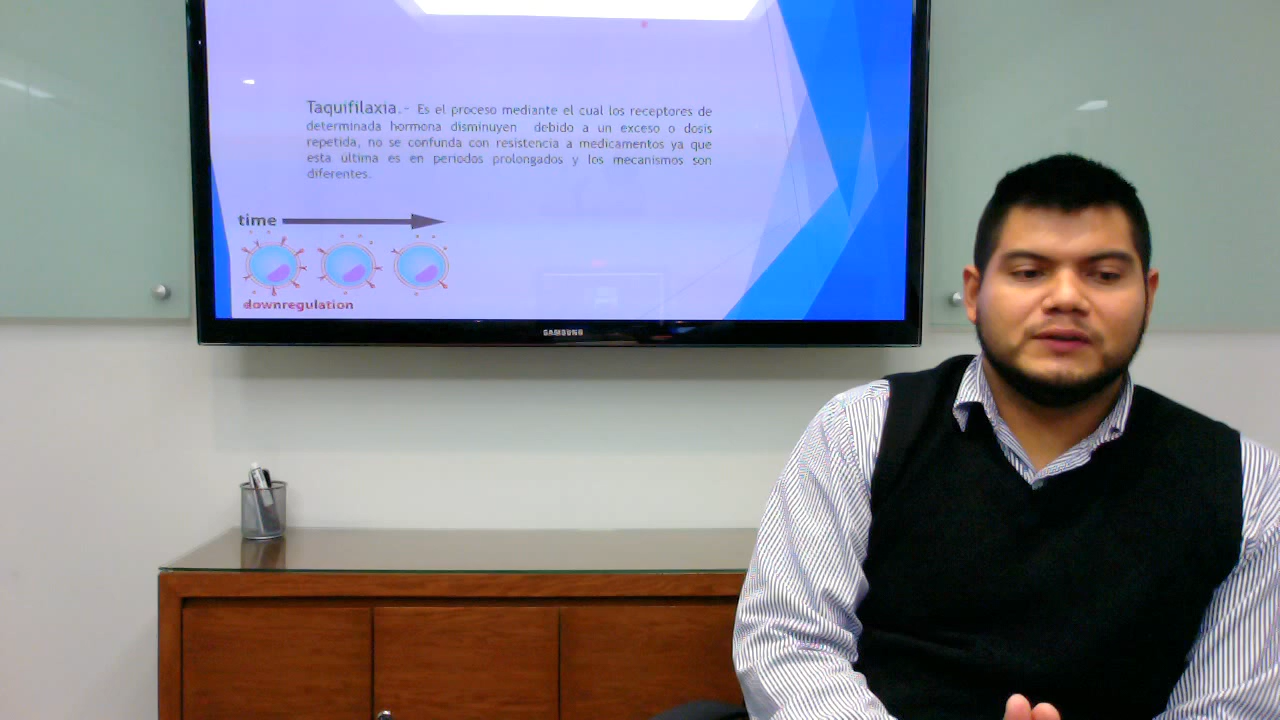 Taquifilaxia.- Es el proceso mediante el cual los receptores de
determinada hormona disminuyen debido a un exceso o dosis
repetida, no se confunda con resistencia a medicamentos ya que
esta última es en periodos prolongados y los mecanismos son
diferentes.
time
downregulation
SAMSUNG